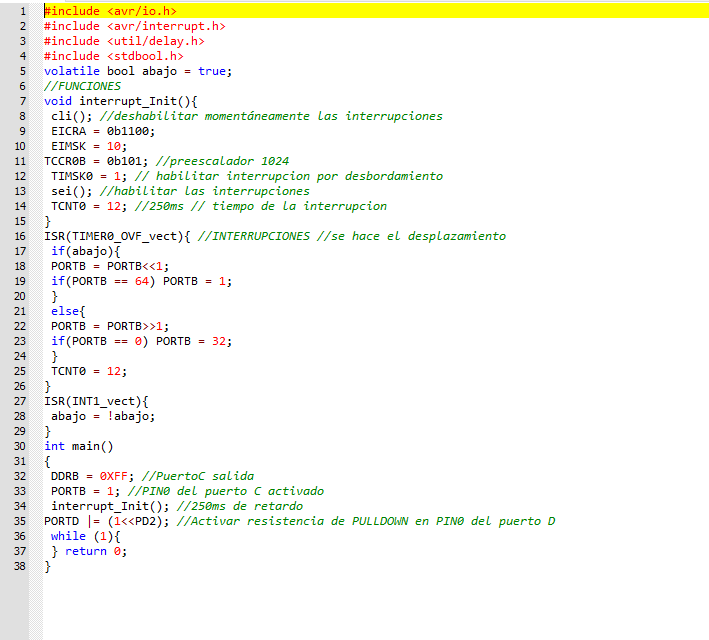 1 #include <avr/io.h>
2 #include <avr/interrupt.h>
3 #include <util/delay.h>
4 #include <stdbool.h>
5 volatile bool abajo = true;
6 //FUNCIONES
7 void interrupt_Init(){
8 cli(); //deshabilitar momentáneamente las interrupciones
9 EICRA = 0b1100;
10 EIMSK = 10;
11 TCCR0B = 0b101; //preescalador 1024
12 TIMSK0 = 1; // habilitar interrupcion por desbordamiento
13 sei(); //habilitar las interrupciones
14 TCNT0 = 12; //250ms // tiempo de la interrupcion
15 }
16 ISR(TIMER0_OVF_vect){ //INTERRUPCIONES //se hace el desplazamiento
17 if(abajo){
18 PORTB = PORTB<<1;
19 if(PORTB == 64) PORTB = 1;
20 }
21 else{
22 PORTB = PORTB>>1;
23 if(PORTB == 0) PORTB = 32;
24 }
25 TCNT0 = 12;
26 }
27 ISR(INT1_vect){
28 abajo = !abajo;
29 }
30 int main()
31 {
32 DDRB = 0XFF; //PuertoC salida
33 PORTB = 1; //PIN0 del puerto C activado
34 interrupt_Init(); //250ms de retardo
35 PORTD |= (1<<PD2); //Activar resistencia de PULLDOWN en PIN0 del puerto D
36 while (1){
37 } return 0;
38 }